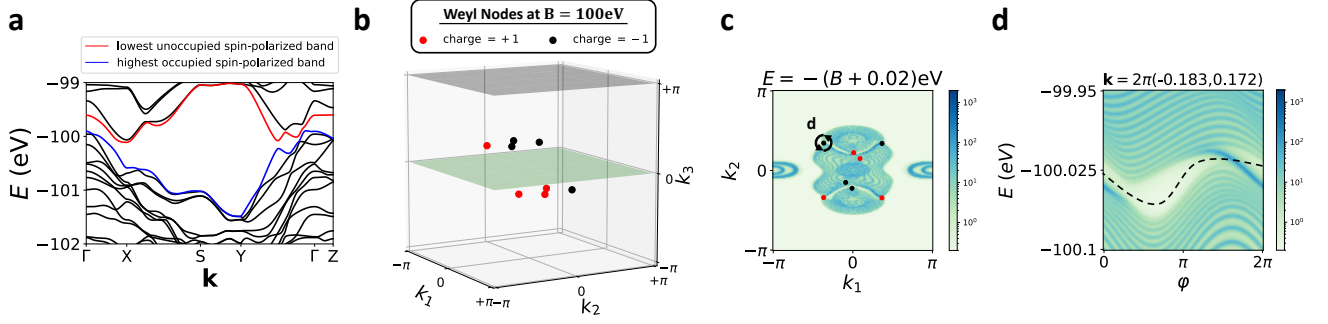 a
lowest unoccupied spin-polarized band
highest occupied spin-polarized band
−99
−100
−101
−102
E (eV)
Γ X S Y Γ Z
k
b
Weyl Nodes at B = 100eV
charge = +1 charge = −1
+π
0
−π
k3
−π
0
+π
k1
−π
0
+π
k2
c
E = −(B + 0.02)eV
π
0
−π
k2
d
−π 0 π
k1
10³
10²
10¹
10⁰
d
k = 2π(-0.183,0.172)
−99.95
−100.025
−100.1
E (eV)
0 π 2π
φ
10³
10²
10¹
10⁰